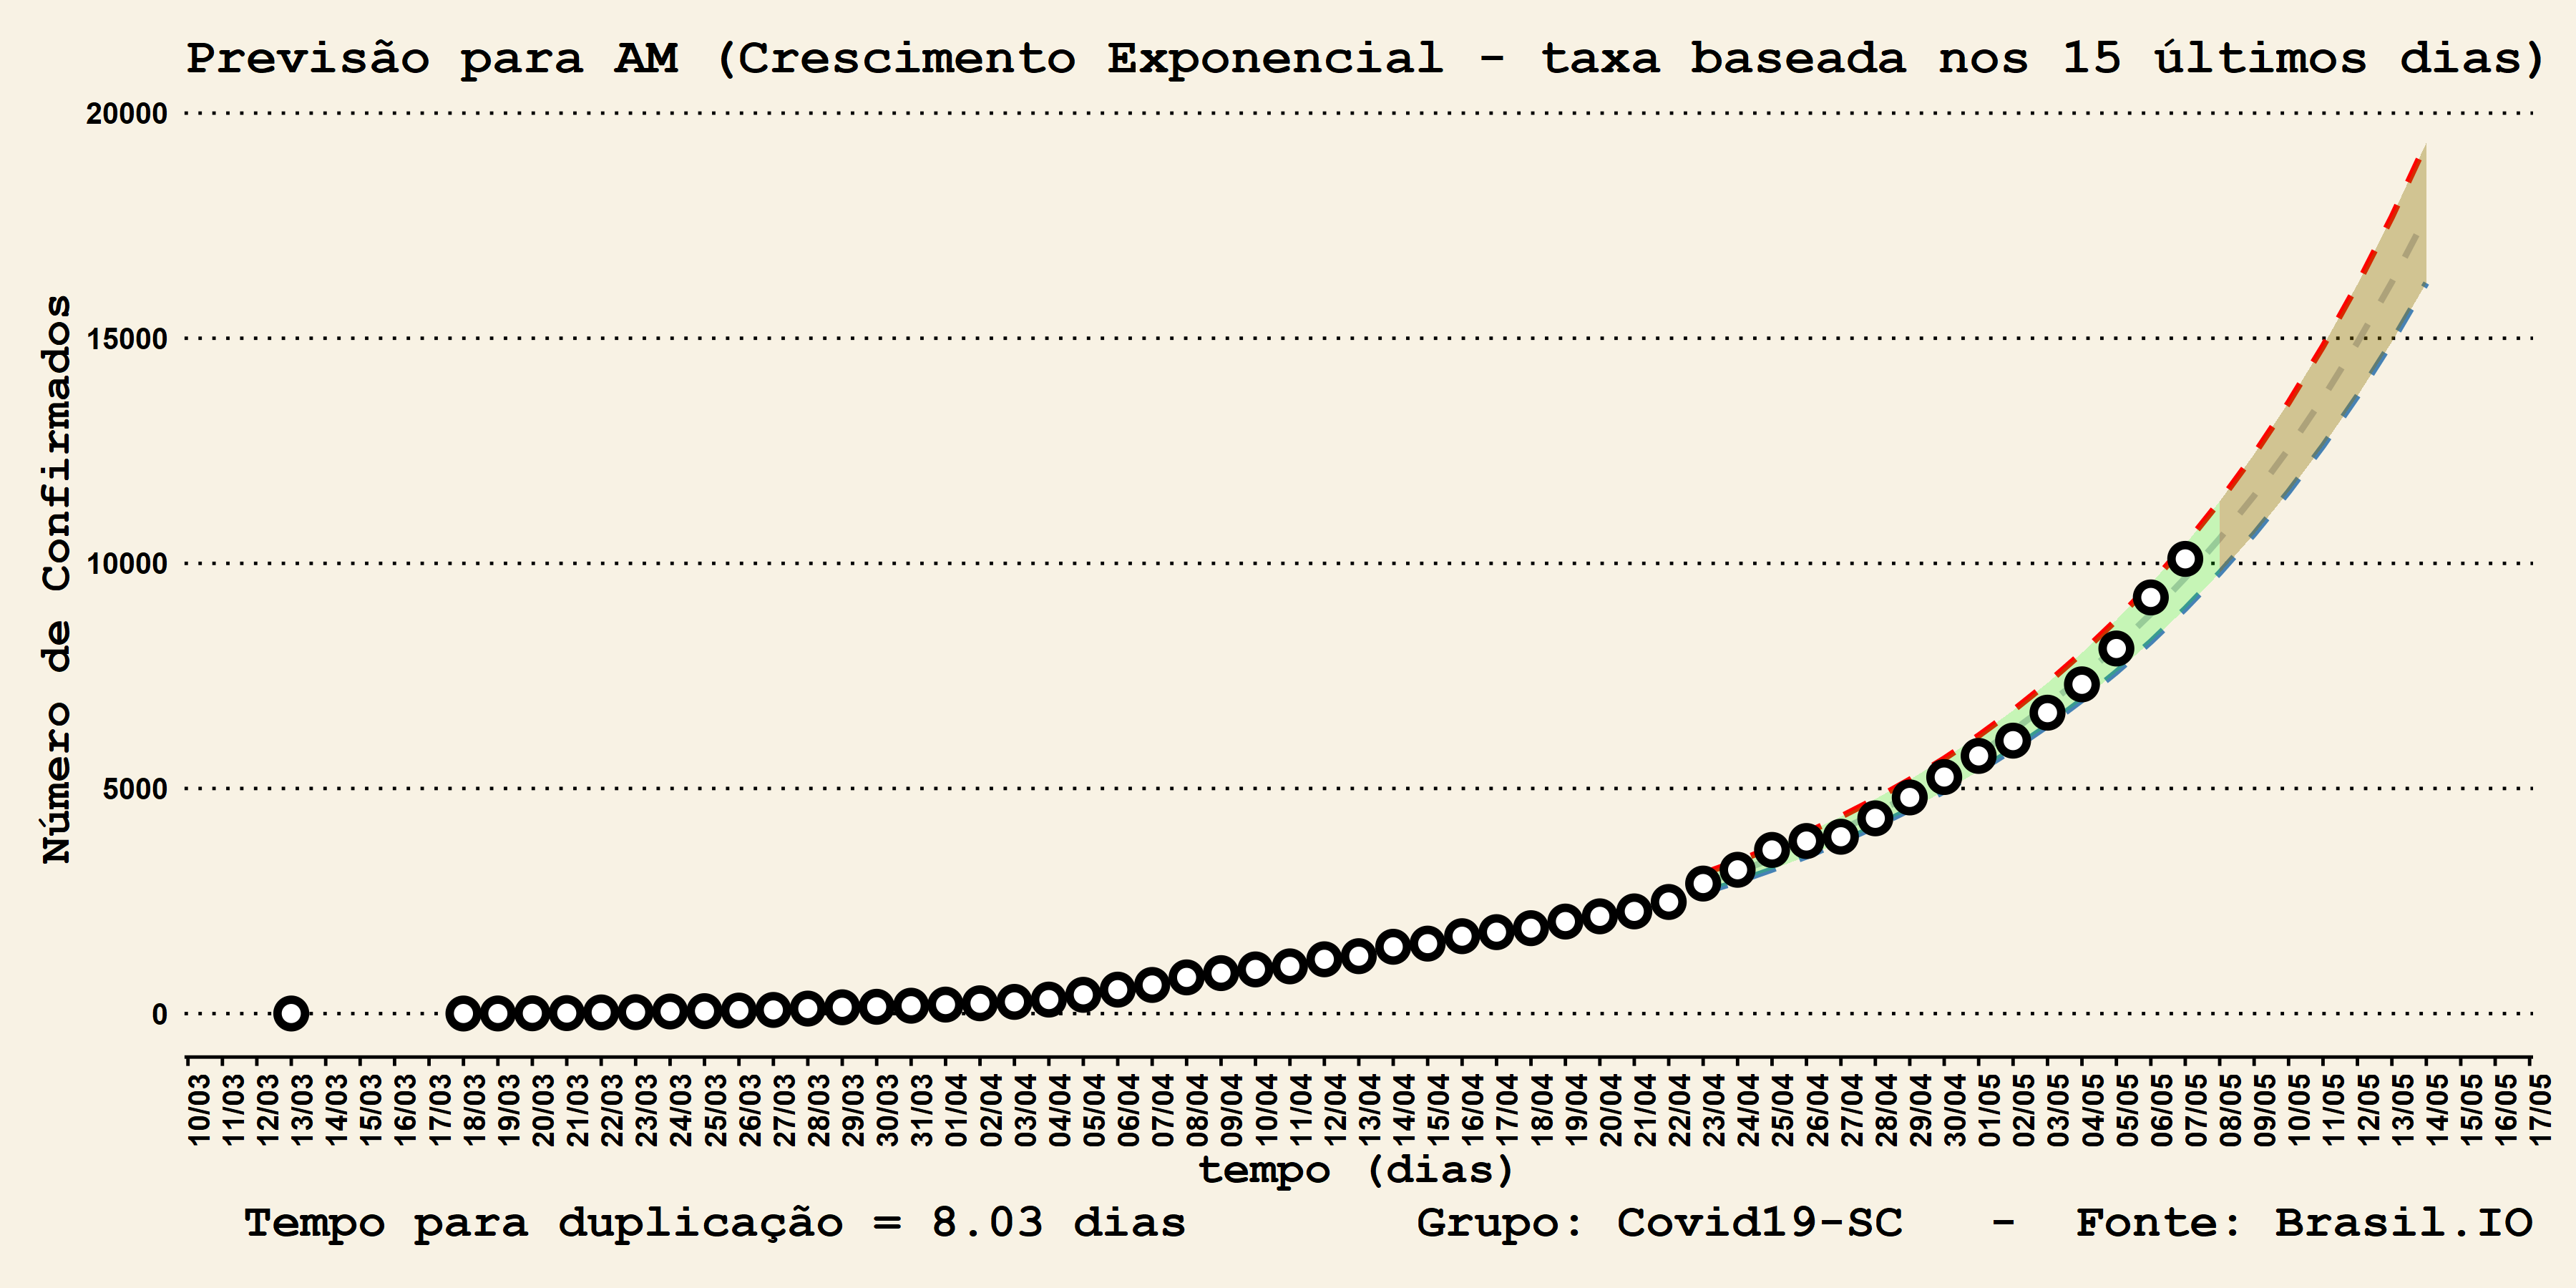 Previsão para AM (Crescimento Exponencial - taxa baseada nos 15 últimos dias)
20000
15000
10000
5000
0
Número de Confirmados
10/03 11/03 12/03 13/03 14/03 15/03 16/03 17/03 18/03 19/03 20/03 21/03 22/03 23/03 24/03 25/03 26/03 27/03 28/03 29/03 30/03 31/03 01/04 02/04 03/04 04/04 05/04 06/04 07/04 08/04 09/04 10/04 11/04 12/04 13/04 14/04 15/04 16/04 17/04 18/04 19/04 20/04 21/04 22/04 23/04 24/04 25/04 26/04 27/04 28/04 29/04 30/04 01/05 02/05 03/05 04/05 05/05 06/05 07/05 08/05 09/05 10/05 11/05 12/05 13/05 14/05 15/05 16/05 17/05
tempo (dias)
Tempo para duplicação = 8.03 dias Grupo: Covid19-SC - Fonte: Brasil.IO